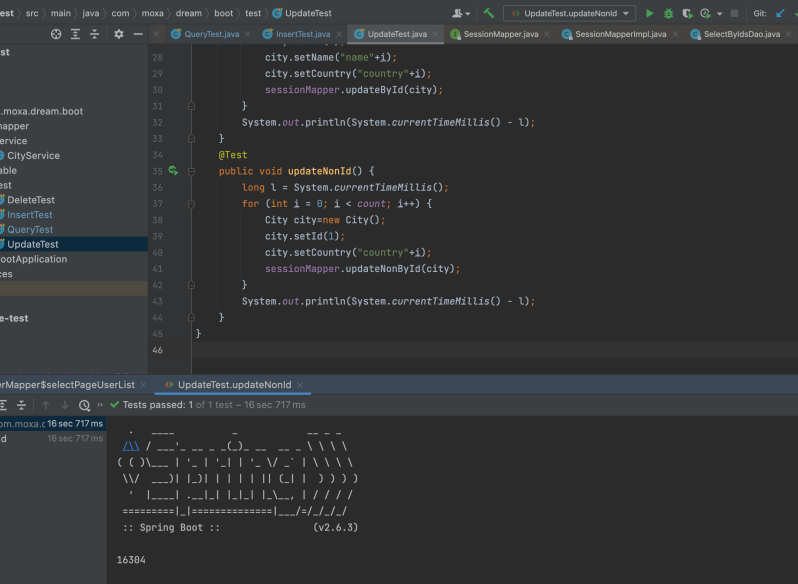 est › src › main › java › com › moxa › dream › boot › test › UpdateTest
UpdateTest.updateNonId
Git:
QueryTest.java
InsertTest.java
UpdateTest.java
SessionMapper.java
SessionMapperImpl.java
SelectByIdsDao.java
st
.moxa.dream.boot
mapper
ervice
CityService
able
est
DeleteTest
InsertTest
QueryTest
UpdateTest
ootApplication
ces
e-test
28 city.setName("name"+i);
29 city.setCountry("country"+i);
30 sessionMapper.updateById(city);
31 }
32 System.out.println(System.currentTimeMillis() - l);
33 }
34 @Test
35 public void updateNonId() {
36 long l = System.currentTimeMillis();
37 for (int i = 0; i < count; i++) {
38 City city=new City();
39 city.setId(1);
40 city.setCountry("country"+i);
41 sessionMapper.updateNonById(city);
42 }
43 System.out.println(System.currentTimeMillis() - l);
44 }
45 }
46
erMapper$selectPageUserList
UpdateTest.updateNonId
Tests passed: 1 of 1 test – 16 sec 717 ms
om.moxa.c 16 sec 717 ms
d 16 sec 717 ms
  .   ____          _            __ _ _
 /\\ / ___'_ __ _ _(_)_ __  __ _ \ \ \ \
( ( )\___ | '_ | '_| | '_ \/ _` | \ \ \ \
 \\/  ___)| |_)| | | | | || (_| |  ) ) ) )
  '  |____| .__|_| |_|_| |_\__, | / / / /
 =========|_|==============|___/=/_/_/_/
 :: Spring Boot ::                (v2.6.3)
16304